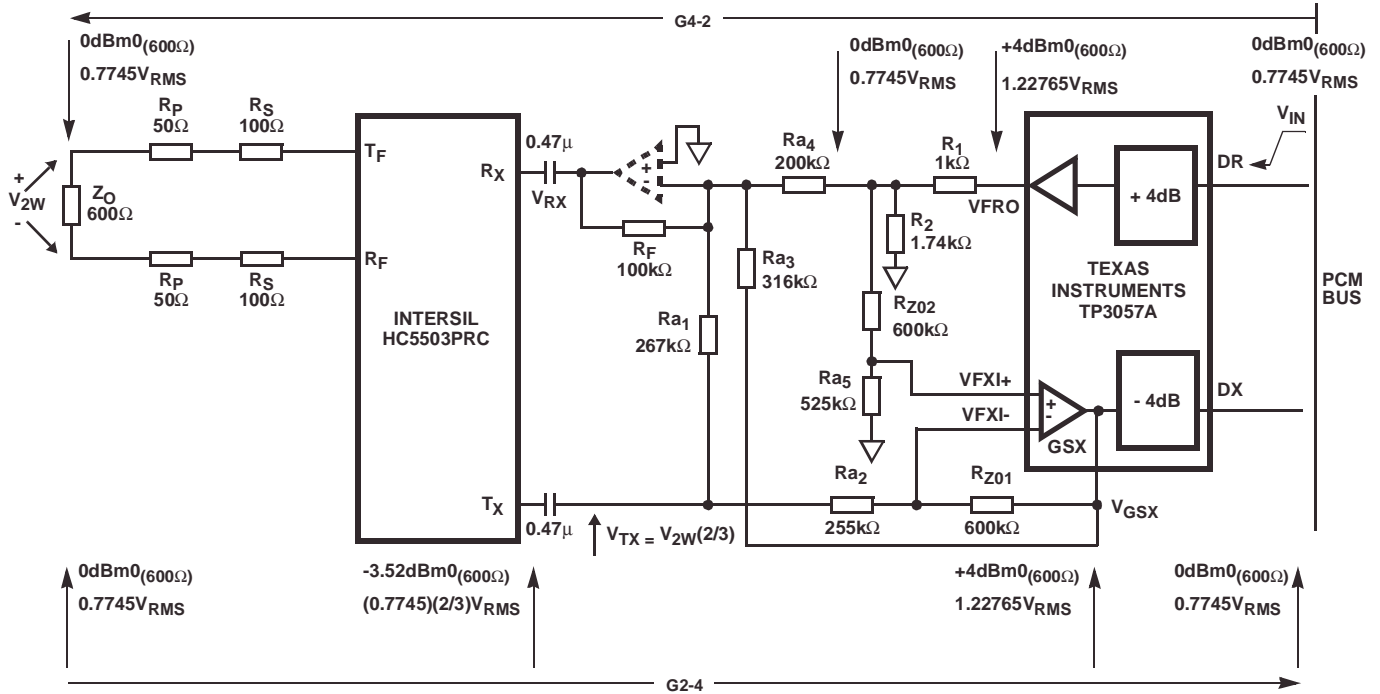 G4-2
0dBm0(600Ω)
0.7745VRMS
0dBm0(600Ω)
0.7745VRMS
+4dBm0(600Ω)
1.22765VRMS
0dBm0(600Ω)
0.7745VRMS
RP
50Ω
RS
100Ω
TF
+
V2W
-
ZO
600Ω
RF
RP
50Ω
RS
100Ω
INTERSIL
HC5503PRC
RX
TX
0.47μ
VRX
+
-
RF
100kΩ
Ra1
267kΩ
Ra3
316kΩ
Ra4
200kΩ
R1
1kΩ
R2
1.74kΩ
RZ02
600kΩ
Ra5
525kΩ
VFRO
+ 4dB
VIN
DR
TEXAS
INSTRUMENTS
TP3057A
PCM
BUS
VFXI+
VFXI-
+
-
GSX
- 4dB
DX
Ra2
255kΩ
RZ01
600kΩ
VGSX
0.47μ
VTX = V2W(2/3)
0dBm0(600Ω)
0.7745VRMS
-3.52dBm0(600Ω)
(0.7745)(2/3)VRMS
+4dBm0(600Ω)
1.22765VRMS
0dBm0(600Ω)
0.7745VRMS
G2-4